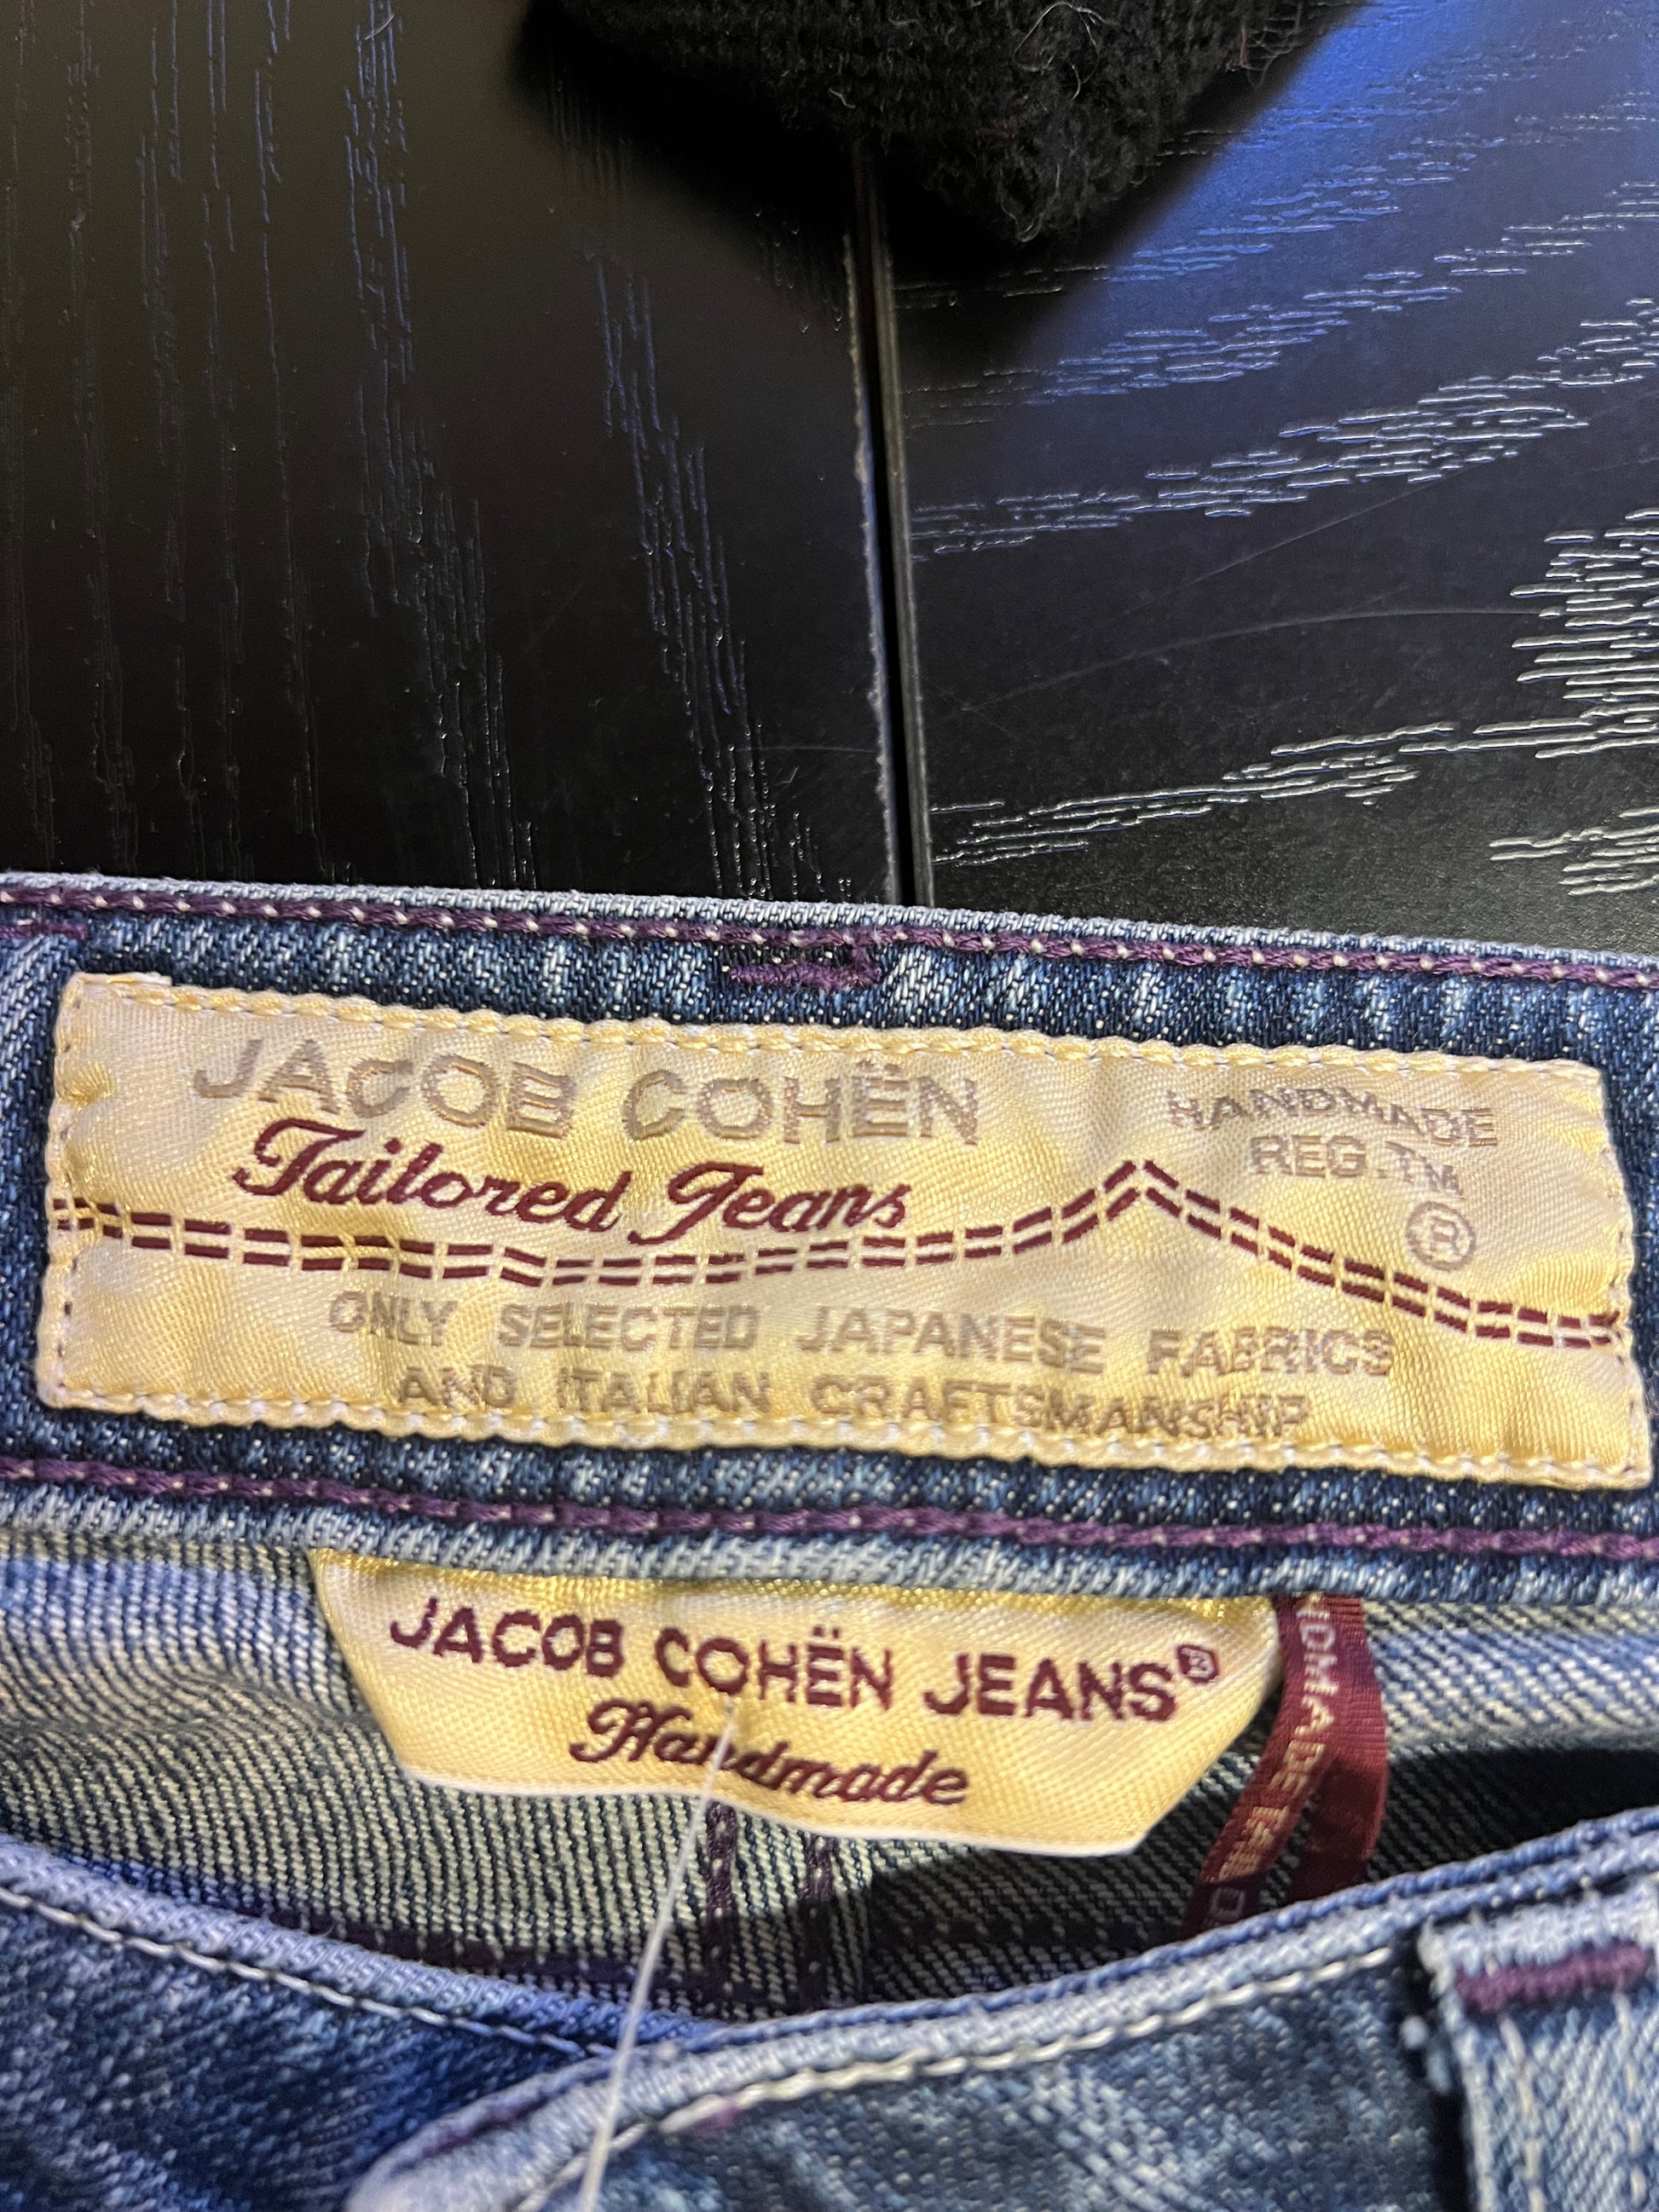 JACOB COHËN
Tailored Jeans
HANDMADE
REG.TM
®
ONLY SELECTED JAPANESE FABRICS
AND ITALIAN CRAFTSMANSHIP
JACOB COHËN JEANS®
Handmade